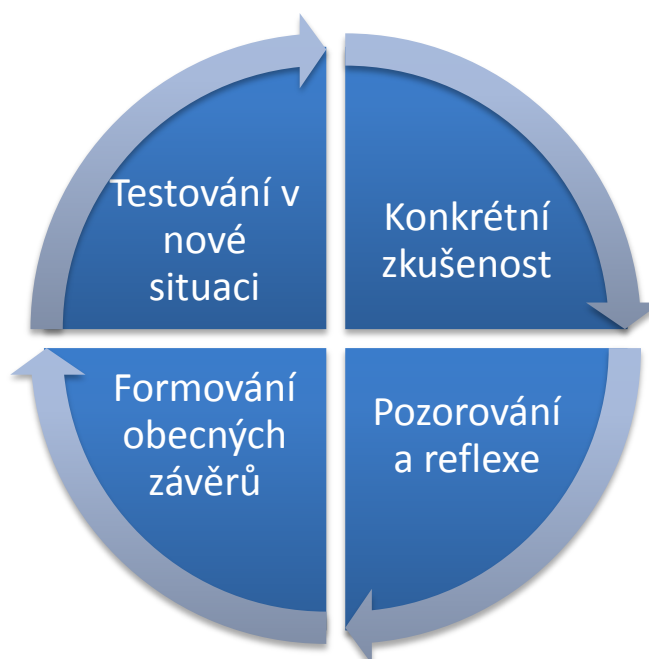 Testování v
nové
situaci
Konkrétní
zkušenost
Formování
obecných
závěrů
Pozorování
a reflexe